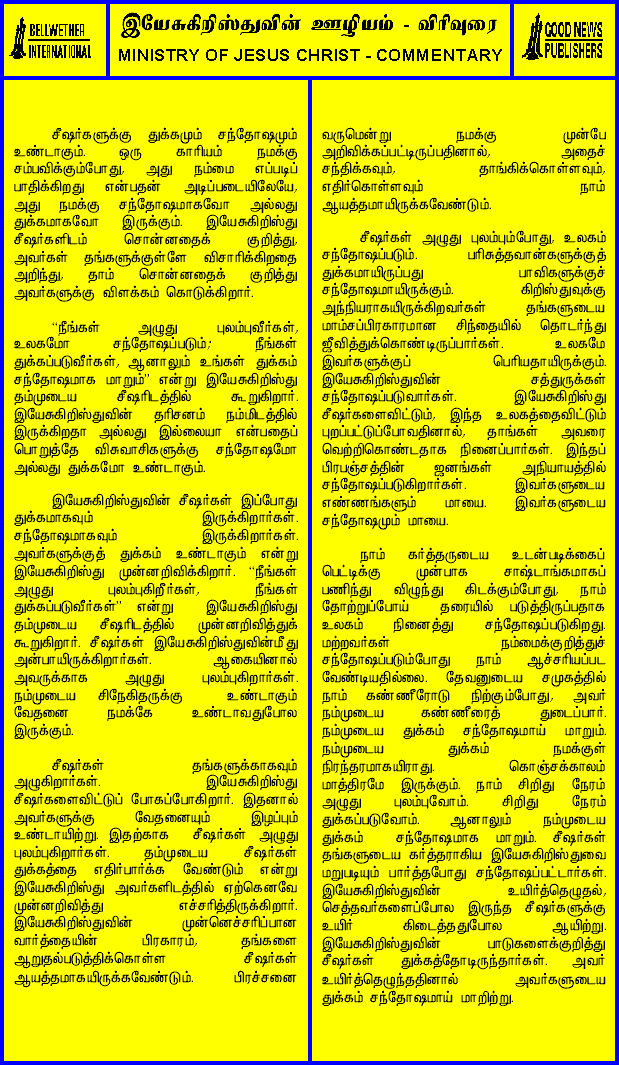 BELLWETHER
INTERNATIONAL
இயேசுகிறிஸ்துவின் ஊழியம் - விரிவுரை
MINISTRY OF JESUS CHRIST - COMMENTARY
GOOD NEWS
PUBLISHERS
சீஷர்களுக்கு துக்கமும் சந்தோஷமும்
உண்டாகும். ஒரு காரியம் நமக்கு
சம்பவிக்கும்போது, அது நம்மை எப்படிப்
பாதிக்கிறது என்பதன் அடிப்படையிலேயே,
அது நமக்கு சந்தோஷமாகவோ அல்லது
துக்கமாகவோ இருக்கும். இயேசுகிறிஸ்து
சீஷர்களிடம் சொன்னதைக் குறித்து,
அவர்கள் தங்களுக்குள்ளே விசாரிக்கிறதை
அறிந்து, தாம் சொன்னதைக் குறித்து
அவர்களுக்கு விளக்கம் கொடுக்கிறார்.
"நீங்கள் அழுது புலம்புவீர்கள்,
உலகமோ சந்தோஷப்படும்; நீங்கள்
துக்கப்படுவீர்கள், ஆனாலும் உங்கள் துக்கம்
சந்தோஷமாக மாறும்" என்று இயேசுகிறிஸ்து
தம்முடைய சீஷரிடத்தில் கூறுகிறார்.
இயேசுகிறிஸ்துவின் தரிசனம் நம்மிடத்தில்
இருக்கிறதா அல்லது இல்லையா என்பதைப்
பொறுத்தே விசுவாசிகளுக்கு சந்தோஷமோ
அல்லது துக்கமோ உண்டாகும்.
இயேசுகிறிஸ்துவின் சீஷர்கள் இப்போது
துக்கமாகவும் இருக்கிறார்கள்.
சந்தோஷமாகவும் இருக்கிறார்கள்.
அவர்களுக்குத் துக்கம் உண்டாகும் என்று
இயேசுகிறிஸ்து முன்னறிவிக்கிறார். "நீங்கள்
அழுது புலம்புகிறீர்கள், நீங்கள்
துக்கப்படுவீர்கள்" என்று இயேசுகிறிஸ்து
தம்முடைய சீஷரிடத்தில் முன்னறிவித்துக்
கூறுகிறார். சீஷர்கள் இயேசுகிறிஸ்துவின்மீது
அன்பாயிருக்கிறார்கள். ஆகையினால்
அவருக்காக அழுது புலம்புகிறார்கள்.
நம்முடைய சிநேகிதருக்கு உண்டாகும்
வேதனை நமக்கே உண்டாவதுபோல
இருக்கும்.
சீஷர்கள் தங்களுக்காகவும்
அழுகிறார்கள். இயேசுகிறிஸ்து
சீஷர்களைவிட்டுப் போகப்போகிறார். இதனால்
அவர்களுக்கு வேதனையும் இழப்பும்
உண்டாயிற்று. இதற்காக சீஷர்கள் அழுது
புலம்புகிறார்கள். தம்முடைய சீஷர்கள்
துக்கத்தை எதிர்பார்க்க வேண்டும் என்று
இயேசுகிறிஸ்து அவர்களிடத்தில் ஏற்கெனவே
முன்னறிவித்து எச்சரித்திருக்கிறார்.
இயேசுகிறிஸ்துவின் முன்னெச்சரிப்பான
வார்த்தையின் பிரகாரம், தங்களை
ஆறுதல்படுத்திக்கொள்ள சீஷர்கள்
ஆயத்தமாகயிருக்கவேண்டும். பிரச்சனை
வருமென்று நமக்கு முன்பே
அறிவிக்கப்பட்டிருப்பதினால், அதைச்
சந்திக்கவும், தாங்கிக்கொள்ளவும்,
எதிர்கொள்ளவும் நாம்
ஆயத்தமாயிருக்கவேண்டும்.
சீஷர்கள் அழுது புலம்பும்போது, உலகம்
சந்தோஷப்படும். பரிசுத்தவான்களுக்குத்
துக்கமாயிருப்பது பாவிகளுக்குச்
சந்தோஷமாயிருக்கும். கிறிஸ்துவுக்கு
அந்நியராகயிருக்கிறவர்கள் தங்களுடைய
மாம்சப்பிரகாரமான சிந்தையில் தொடர்ந்து
ஜீவித்துக்கொண்டிருப்பார்கள். உலகமே
இவர்களுக்குப் பெரியதாயிருக்கும்.
இயேசுகிறிஸ்துவின் சத்துருக்கள்
சந்தோஷப்படுவார்கள். இயேசுகிறிஸ்து
சீஷர்களைவிட்டும், இந்த உலகத்தைவிட்டும்
புறப்பட்டுப்போவதினால், தாங்கள் அவரை
வெற்றிகொண்டதாக நினைப்பார்கள். இந்தப்
பிரபஞ்சத்தின் ஜனங்கள் அநியாயத்தில்
சந்தோஷப்படுகிறார்கள். இவர்களுடைய
எண்ணங்களும் மாயை. இவர்களுடைய
சந்தோஷமும் மாயை.
நாம் கர்த்தருடைய உடன்படிக்கைப்
பெட்டிக்கு முன்பாக சாஷ்டாங்கமாகப்
பணிந்து விழுந்து கிடக்கும்போது, நாம்
தோற்றுப்போய் தரையில் படுத்திருப்பதாக
உலகம் நினைத்து சந்தோஷப்படுகிறது.
மற்றவர்கள் நம்மைக்குறித்துச்
சந்தோஷப்படும்போது நாம் ஆச்சரியப்பட
வேண்டியதில்லை. தேவனுடைய சமுகத்தில்
நாம் கண்ணீரோடு நிற்கும்போது, அவர்
நம்முடைய கண்ணீரைத் துடைப்பார்.
நம்முடைய துக்கம் சந்தோஷமாய் மாறும்.
நம்முடைய துக்கம் நமக்குள்
நிரந்தரமாகயிராது. கொஞ்சக்காலம்
மாத்திரமே இருக்கும். நாம் சிறிது நேரம்
அழுது புலம்புவோம். சிறிது நேரம்
துக்கப்படுவோம். ஆனாலும் நம்முடைய
துக்கம் சந்தோஷமாக மாறும். சீஷர்கள்
தங்களுடைய கர்த்தராகிய இயேசுகிறிஸ்துவை
மறுபடியும் பார்த்தபோது சந்தோஷப்பட்டார்கள்.
இயேசுகிறிஸ்துவின் உயிர்த்தெழுதல்,
செத்தவர்களைப்போல இருந்த சீஷர்களுக்கு
உயிர் கிடைத்ததுபோல ஆயிற்று.
இயேசுகிறிஸ்துவின் பாடுகளைக்குறித்து
சீஷர்கள் துக்கத்தோடிருந்தார்கள். அவர்
உயிர்த்தெழுந்ததினால் அவர்களுடைய
துக்கம் சந்தோஷமாய் மாறிற்று.